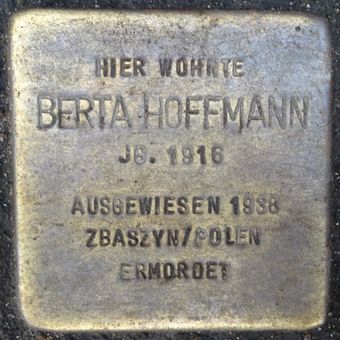 HIER WOHNTE
BERTA HOFFMANN
JG. 1916
AUSGEWIESEN 1938
ZBASZYN/POLEN
ERMORDET